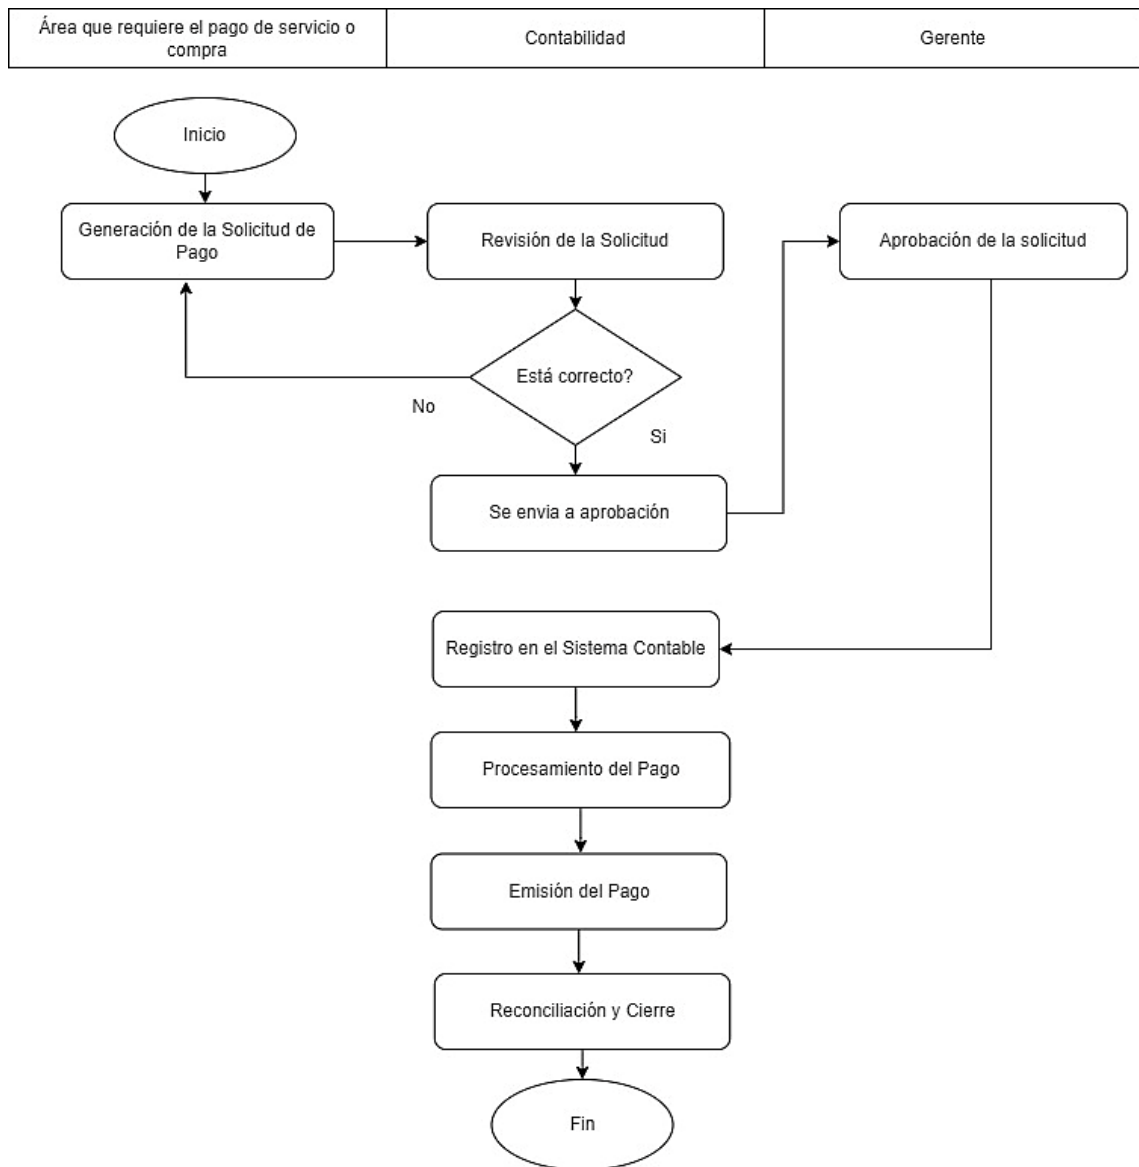 Área que requiere el pago de servicio o
compra
Contabilidad
Gerente
Inicio
Generación de la Solicitud de
Pago
Revisión de la Solicitud
Aprobación de la solicitud
Está correcto?
No
Si
Se envia a aprobación
Registro en el Sistema Contable
Procesamiento del Pago
Emisión del Pago
Reconciliación y Cierre
Fin